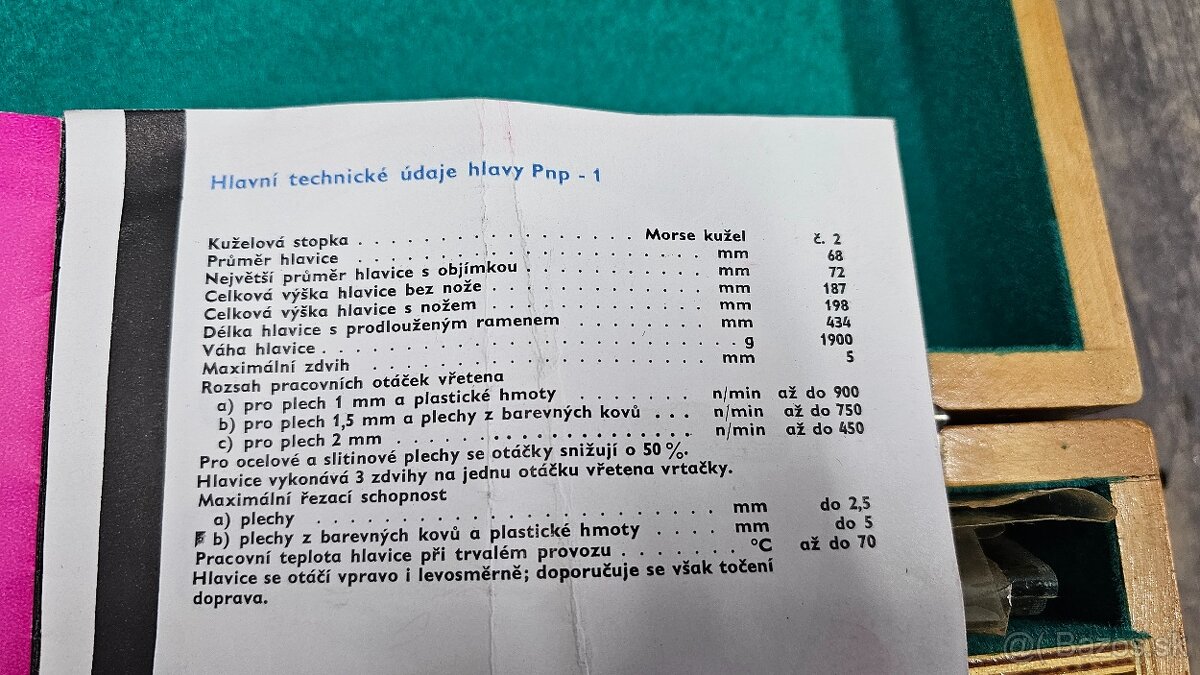 Hlavní technické údaje hlavy Pnp - 1
Kuželová stopka . . . . . . . . . . . . . . . . . Morse kužel č. 2
Průměr hlavice . . . . . . . . . . . . . . . . . . . . . mm 68
Největší průměr hlavice s objímkou . . . . . . . . . . . mm 72
Celková výška hlavice bez nože . . . . . . . . . . . . . mm 187
Celková výška hlavice s nožem . . . . . . . . . . . . . mm 198
Délka hlavice s prodlouženým ramenem . . . . . . . . mm 434
Váha hlavice . . . . . . . . . . . . . . . . . . . . . . . g 1900
Maximální zdvih . . . . . . . . . . . . . . . . . . . . mm 5
Rozsah pracovních otáček vřetena
a) pro plech 1 mm a plastické hmoty . . . . . . . n/min až do 900
b) pro plech 1,5 mm a plechy z barevných kovů . . . n/min až do 750
c) pro plech 2 mm . . . . . . . . . . . . . . . . . n/min až do 450
Pro ocelové a slitinové plechy se otáčky snižují o 50 %.
Hlavice vykonává 3 zdvihy na jednu otáčku vřetena vrtačky.
Maximální řezací schopnost
a) plechy . . . . . . . . . . . . . . . . . . . . . . mm do 2,5
b) plechy z barevných kovů a plastické hmoty . . . . . mm do 5
Pracovní teplota hlavice při trvalém provozu . . . . . . . °C až do 70
Hlavice se otáčí vpravo i levosměrně; doporučuje se však točení
doprava.
Bazos.sk